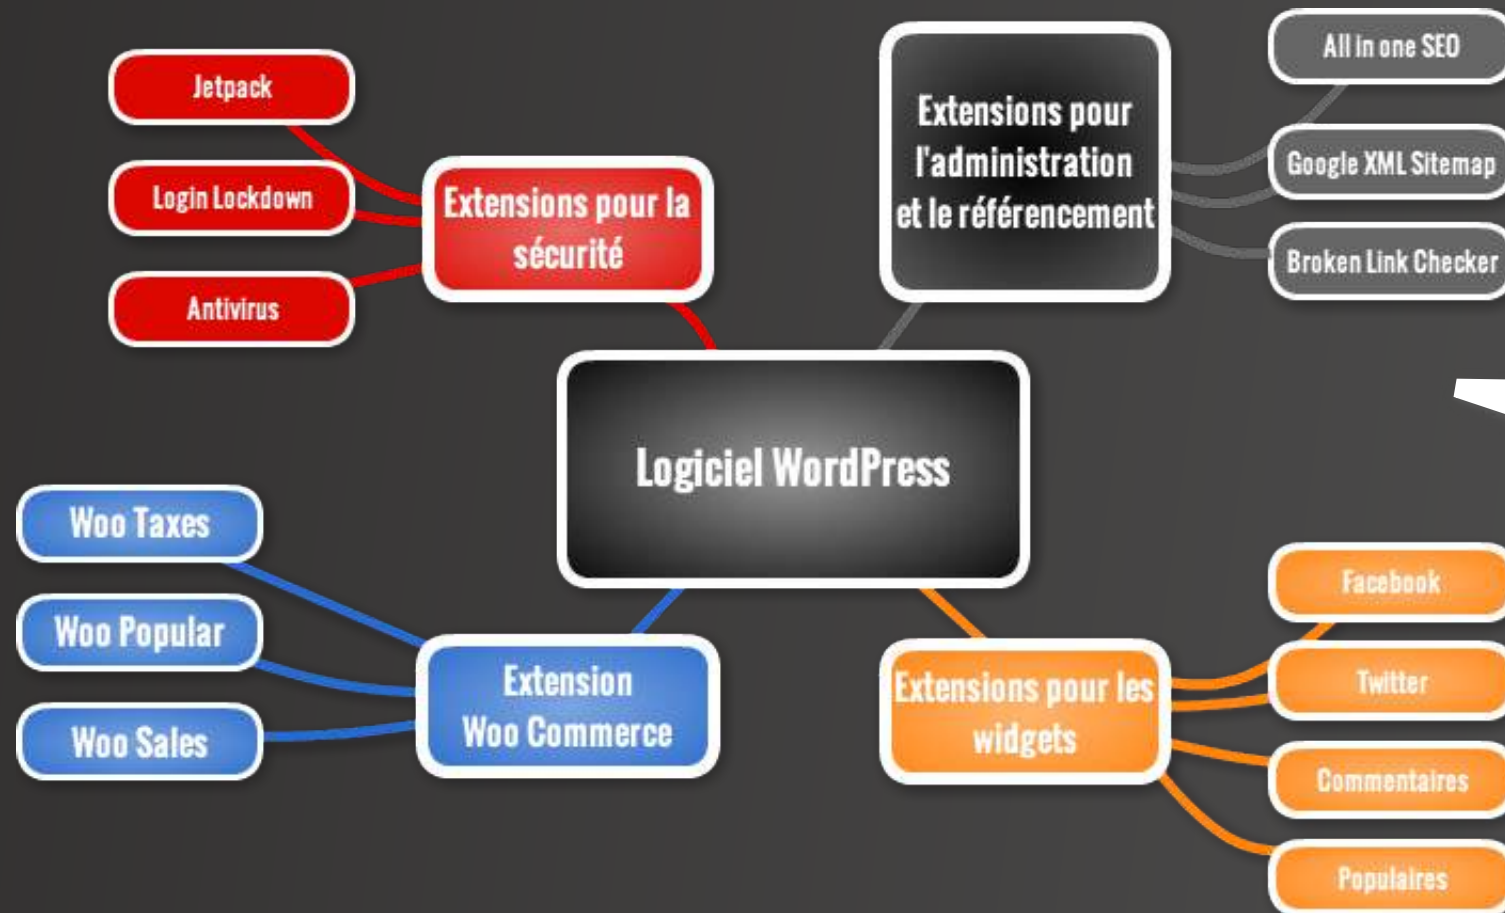 Jetpack
Login Lockdown
Antivirus
Extensions pour la
sécurité
Extensions pour
l'administration
et le référencement
All in one SEO
Google XML Sitemap
Broken Link Checker
Logiciel WordPress
Woo Taxes
Woo Popular
Woo Sales
Extension
Woo Commerce
Extensions pour les
widgets
Facebook
Twitter
Commentaires
Populaires